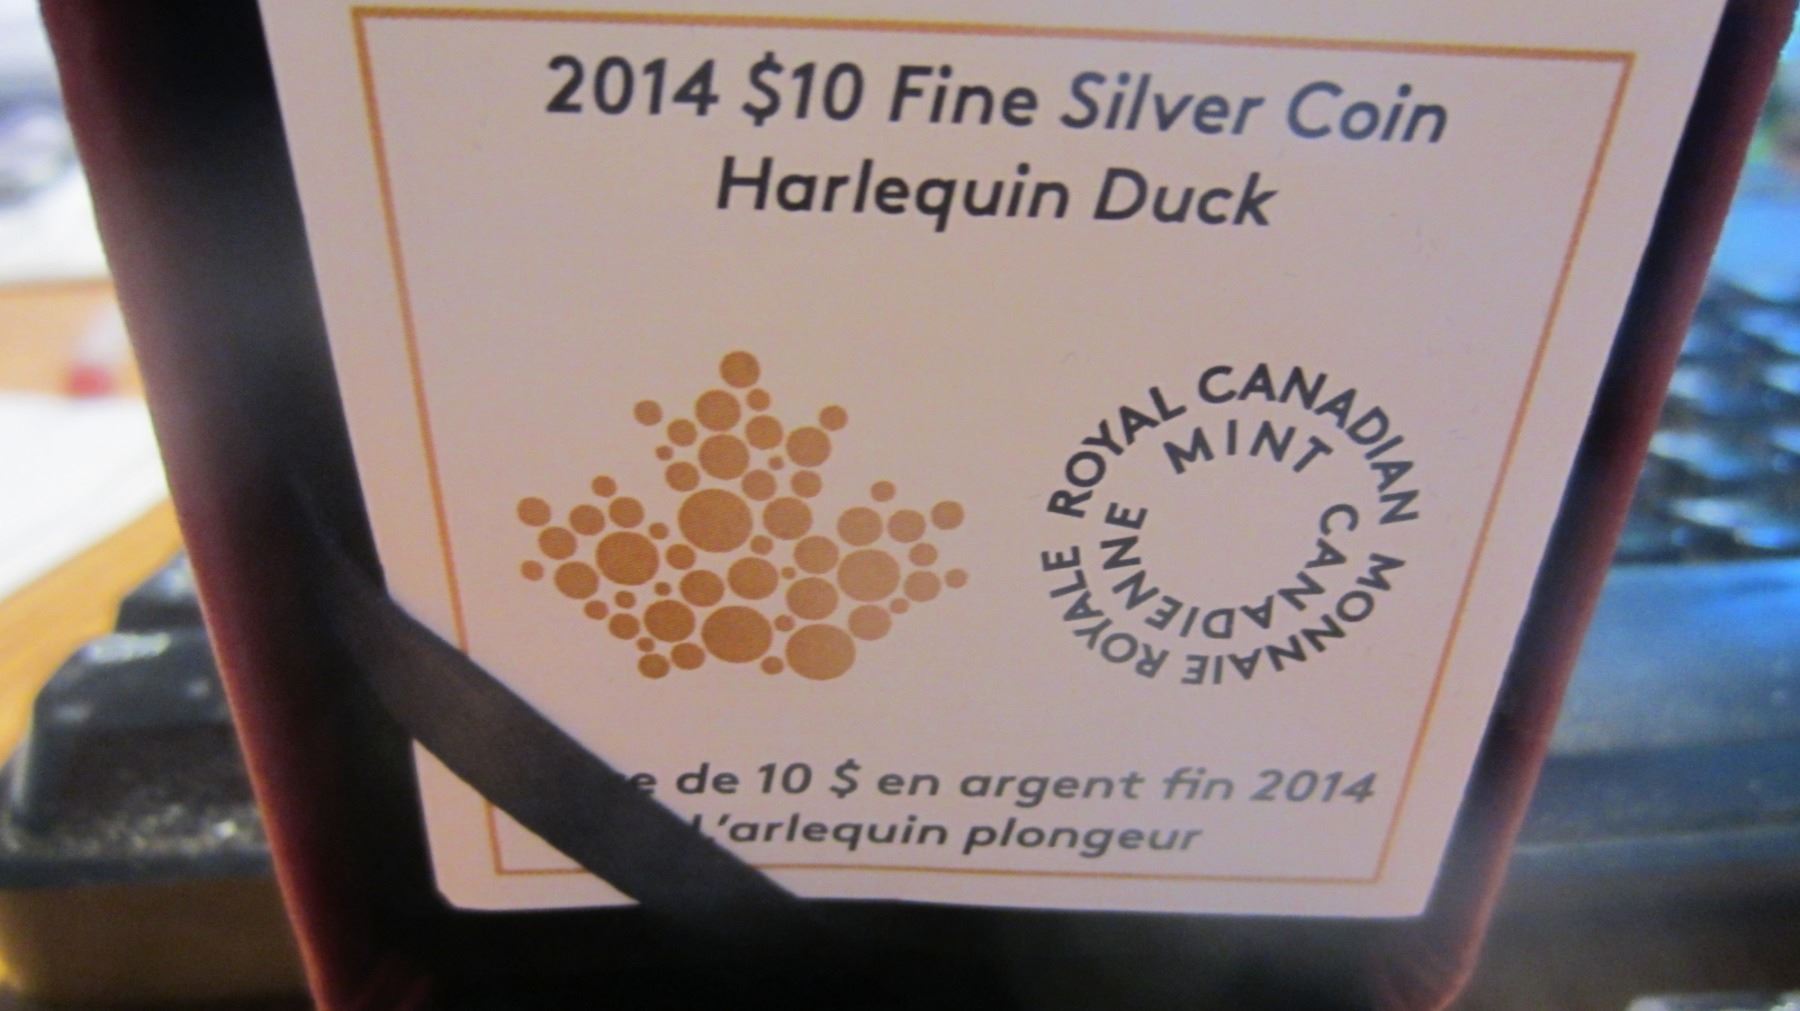 2014 $10 Fine Silver Coin
Harlequin Duck
ROYAL CANADIAN
MINT
MONNAIE ROYALE
CANADIENNE
de 10 $ en argent fin 2014
L'arlequin plongeur